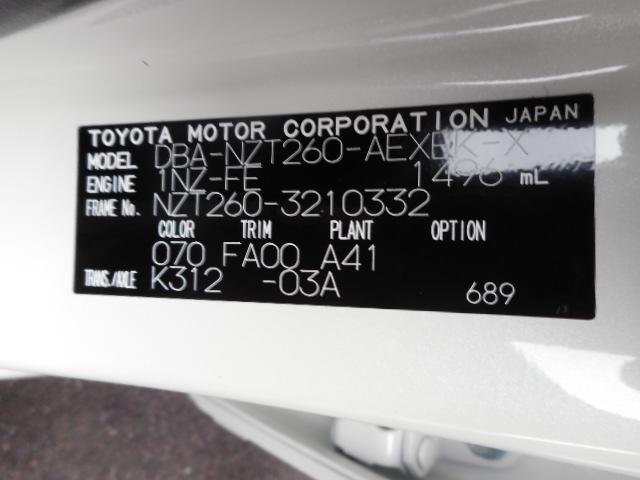 TOYOTA MOTOR CORPORATION JAPAN
MODEL DBA-NZT260-AEXEK-X
ENGINE 1NZ-FE 1496 mL
FRAME No. NZT260-3210332
COLOR TRIM PLANT OPTION
070 FA00 A41
TRANS./AXLE K312 -03A
689